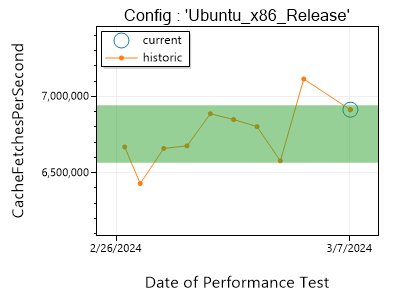 Config : 'Ubuntu_x86_Release'
current
historic
CacheFetchesPerSecond
7,000,000
6,500,000
2/26/2024
3/7/2024
Date of Performance Test